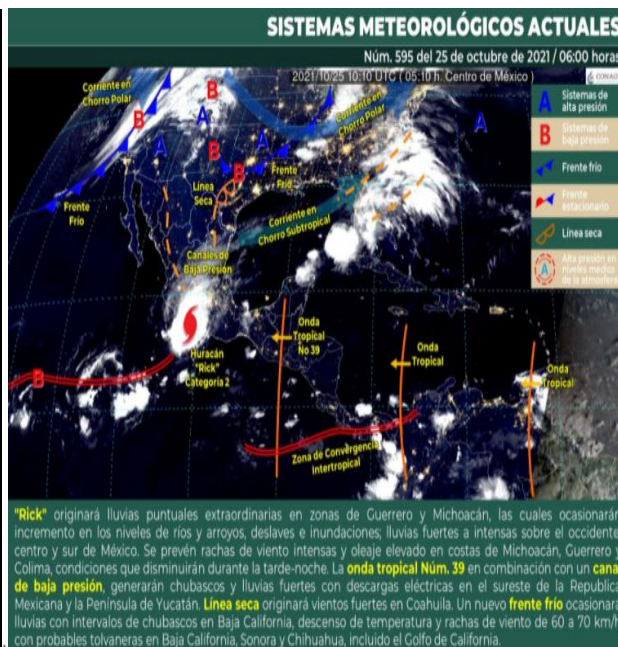 SISTEMAS METEOROLÓGICOS ACTUALES
Núm. 595 del 25 de octubre de 2021 / 06:00 horas
2021/10/25 10:10 UTC ( 05:10 h. Centro de México )
CONAG
Corriente en
Chorro Polar
B
B
A
A
A
A
B
B
Corriente en
Chorro Polar
Frente
Frío
Frente
Frío
Línea
Seca
Corriente en
Chorro Subtropical
Canales de
Baja Presión
Huracán
"Rick"
Categoría 2
B
Onda
Tropical
No 39
Onda
Tropical
Onda
Tropical
Zona de Convergencia
Intertropical
A
Sistemas de
alta presión
B
Sistemas de
baja presión
Frente frío
Frente
estacionario
Línea seca
A
Alta presión en
niveles medios
de la atmósfera
"Rick" originará lluvias puntuales extraordinarias en zonas de Guerrero y Michoacán, las cuales ocasionarán
incremento en los niveles de ríos y arroyos, deslaves e inundaciones; lluvias fuertes a intensas sobre el occidente
centro y sur de México. Se prevén rachas de viento intensas y oleaje elevado en costas de Michoacán, Guerrero y
Colima, condiciones que disminuirán durante la tarde-noche. La onda tropical Núm. 39 en combinación con un cana
de baja presión, generarán chubascos y lluvias fuertes con descargas eléctricas en el sureste de la Republica
Mexicana y la Península de Yucatán. Línea seca originará vientos fuertes en Coahuila. Un nuevo frente frío ocasionará
lluvias con intervalos de chubascos en Baja California, descenso de temperatura y rachas de viento de 60 a 70 km/h
con probables tolvaneras en Baja California, Sonora y Chihuahua, incluido el Golfo de California.